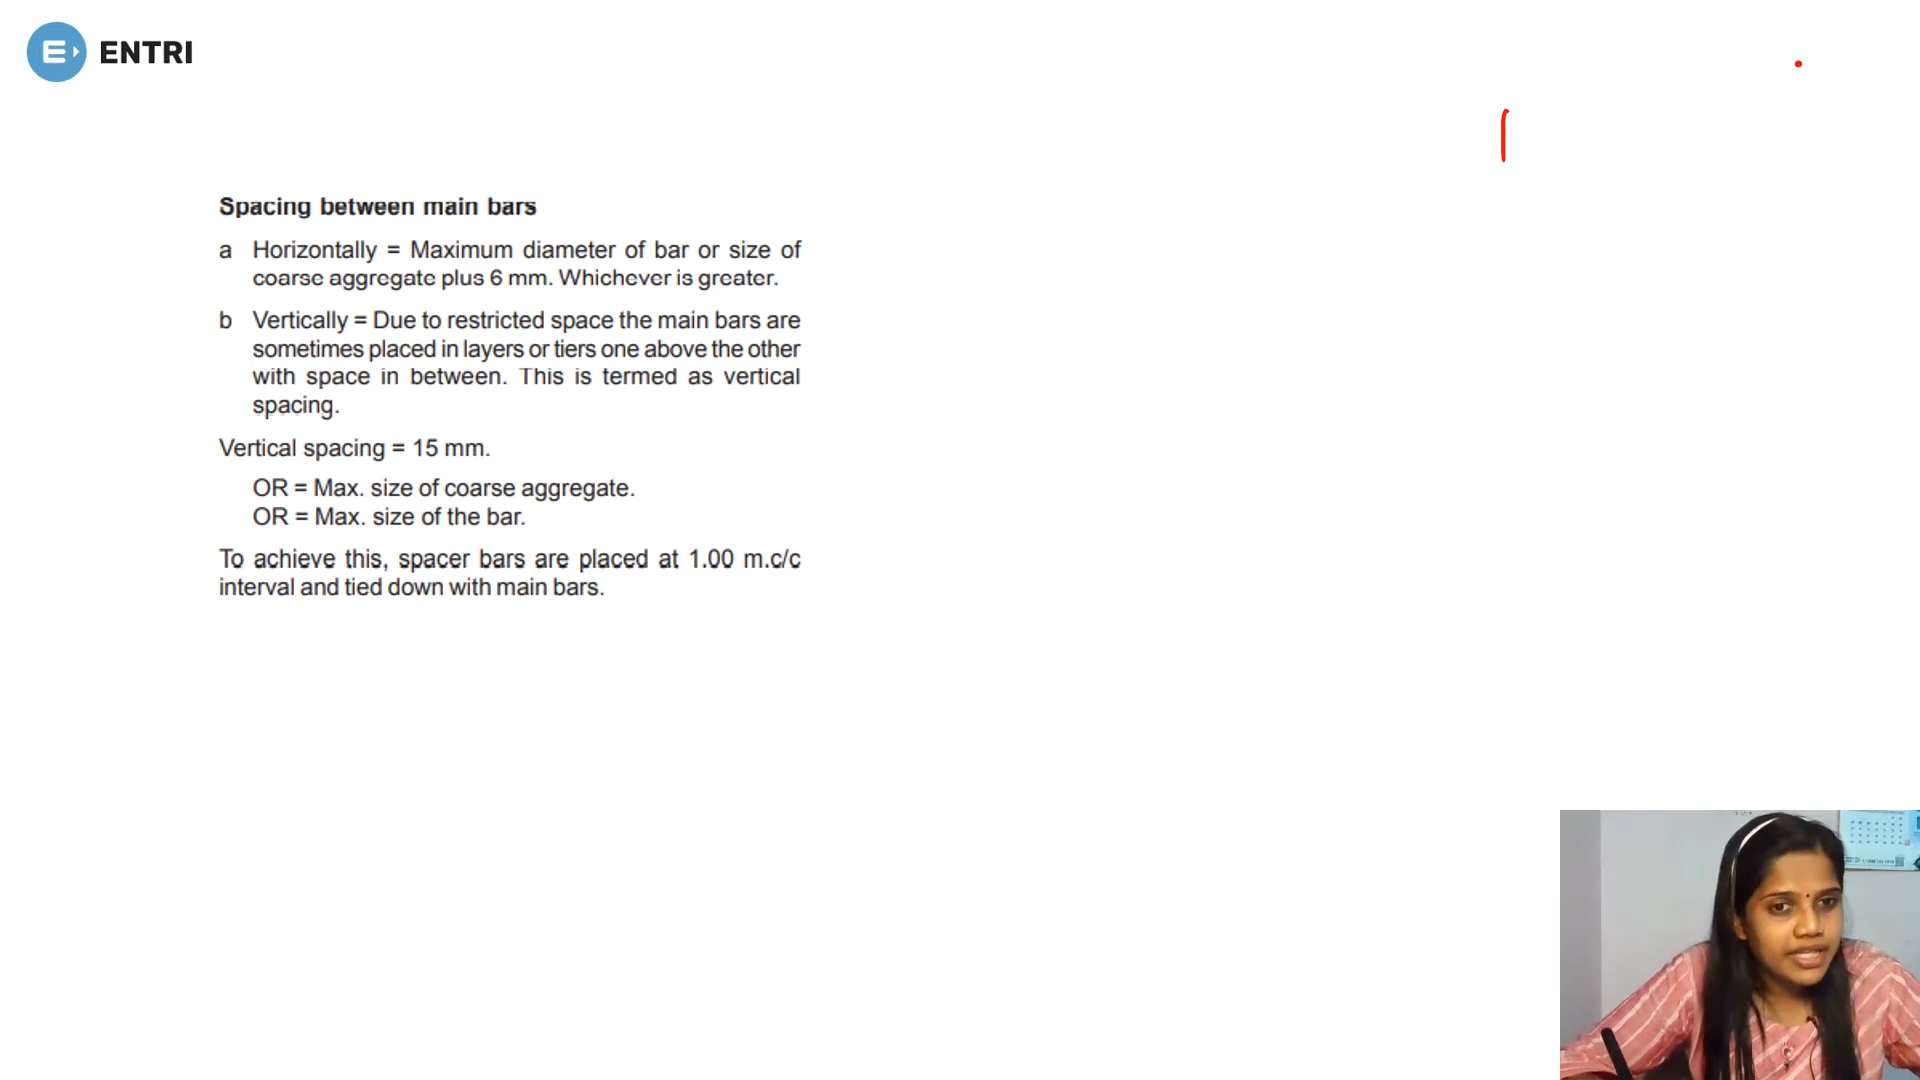 ENTRI
Spacing between main bars
a Horizontally = Maximum diameter of bar or size of
coarse aggregate plus 6 mm. Whichever is greater.
b Vertically = Due to restricted space the main bars are
sometimes placed in layers or tiers one above the other
with space in between. This is termed as vertical
spacing.
Vertical spacing = 15 mm.
OR = Max. size of coarse aggregate.
OR = Max. size of the bar.
To achieve this, spacer bars are placed at 1.00 m.c/c
interval and tied down with main bars.